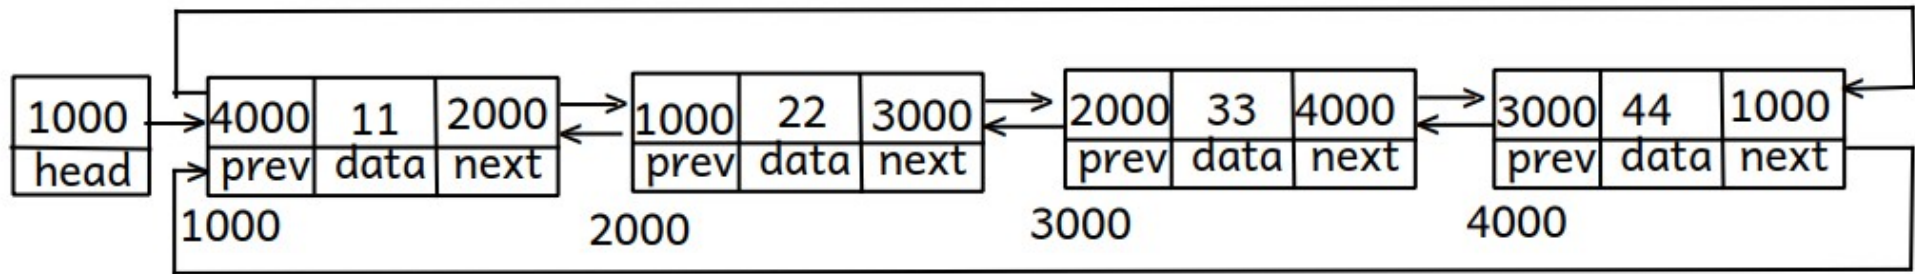 1000 4000 11 2000 1000 22 3000 2000 33 4000 3000 44 1000
head prev data next prev data next prev data next prev data next
1000 2000 3000 4000